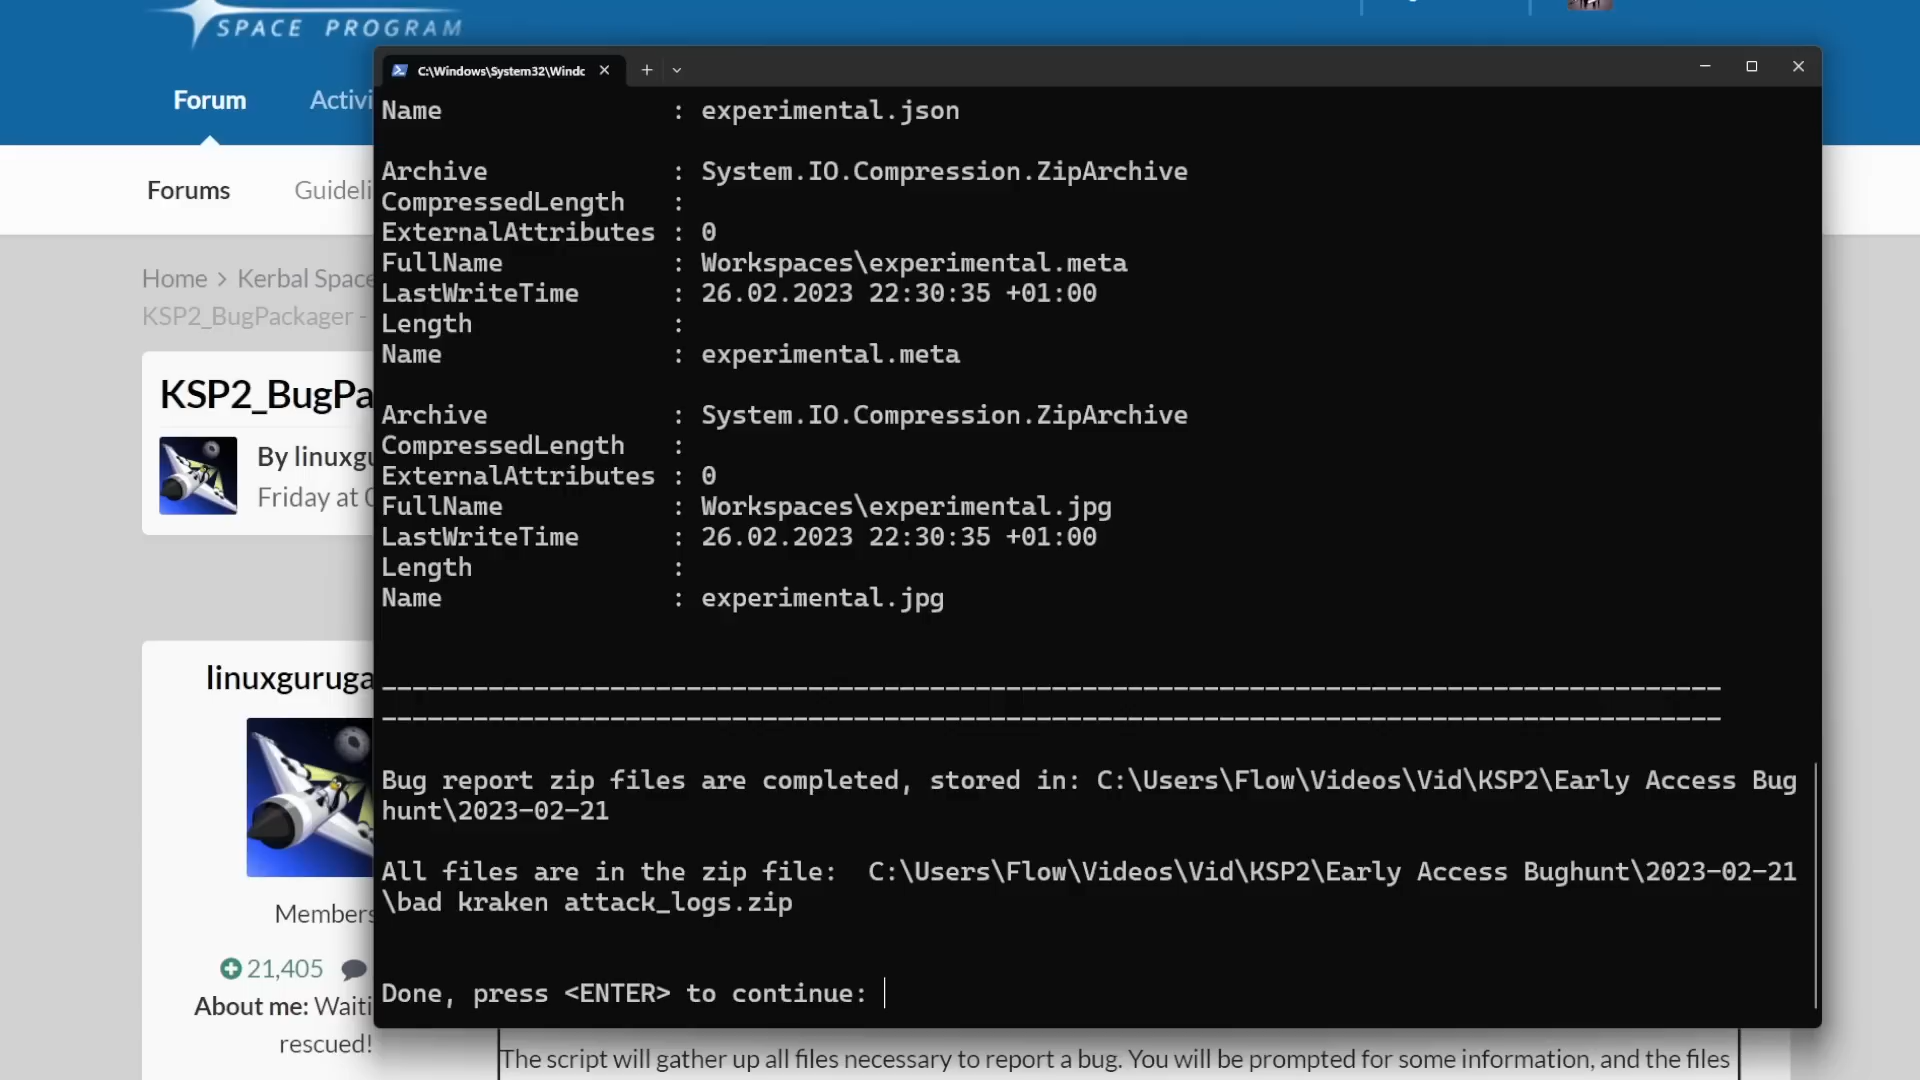 SPACE PROGRAM
Forum Activi
Forums Guideli
Home > Kerbal Space
KSP2_BugPackager -
KSP2_BugPa
By linuxgu
Friday at
linuxguruga
Members
21,405
About me: Waiti
rescued!
C:\Windows\System32\Windc
Name : experimental.json
Archive : System.IO.Compression.ZipArchive
CompressedLength :
ExternalAttributes : 0
FullName : Workspaces\experimental.meta
LastWriteTime : 26.02.2023 22:30:35 +01:00
Length :
Name : experimental.meta
Archive : System.IO.Compression.ZipArchive
CompressedLength :
ExternalAttributes : 0
FullName : Workspaces\experimental.jpg
LastWriteTime : 26.02.2023 22:30:35 +01:00
Length :
Name : experimental.jpg
----------------------------------------------------------------------------------------
----------------------------------------------------------------------------------------
Bug report zip files are completed, stored in: C:\Users\Flow\Videos\Vid\KSP2\Early Access Bug
hunt\2023-02-21
All files are in the zip file:  C:\Users\Flow\Videos\Vid\KSP2\Early Access Bughunt\2023-02-21
\bad kraken attack_logs.zip
Done, press <ENTER> to continue:
The script will gather up all files necessary to report a bug. You will be prompted for some information, and the files